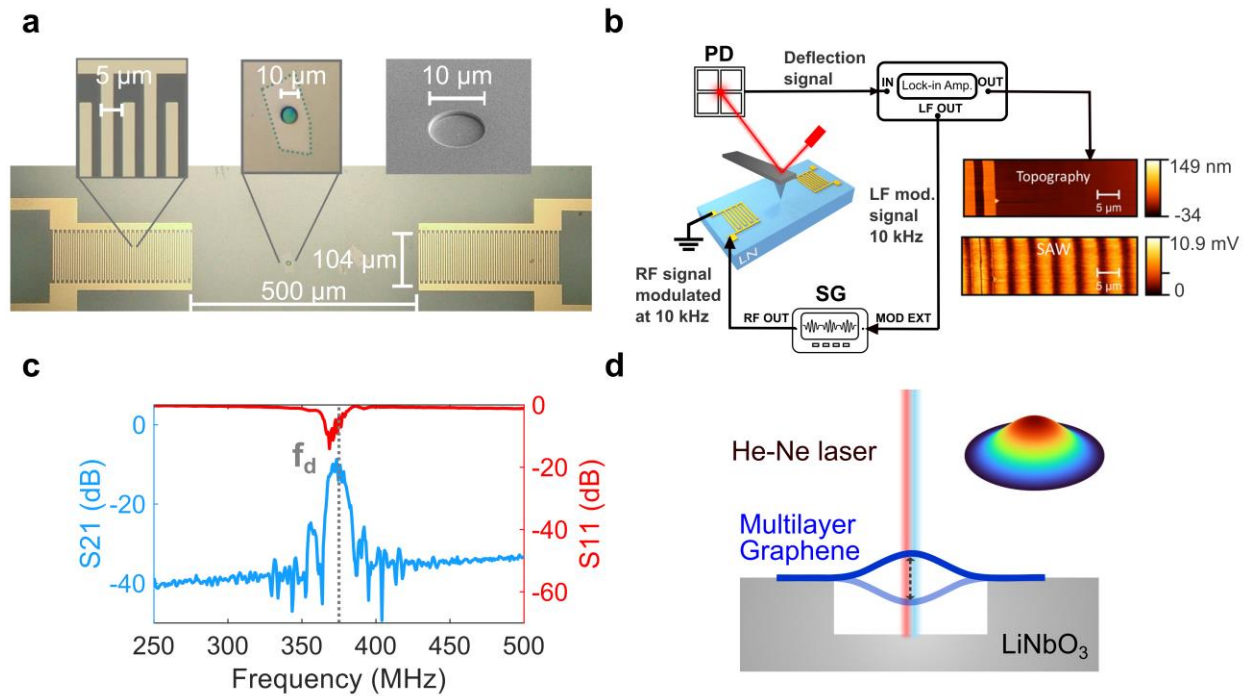 a
5 μm
10 μm
10 μm
104 μm
500 μm
b
PD
Deflection
signal
IN
Lock-in Amp.
OUT
LF OUT
LN
LF mod.
signal
10 kHz
RF signal
modulated
at 10 kHz
SG
RF OUT
MOD EXT
Topography
5 μm
149 nm
-34
SAW
5 μm
10.9 mV
0
c
S21 (dB)
0
-20
-40
f_d
0
-20
-40
-60
S11 (dB)
250
300
350
400
450
500
Frequency (MHz)
d
He-Ne laser
Multilayer
Graphene
LiNbO₃